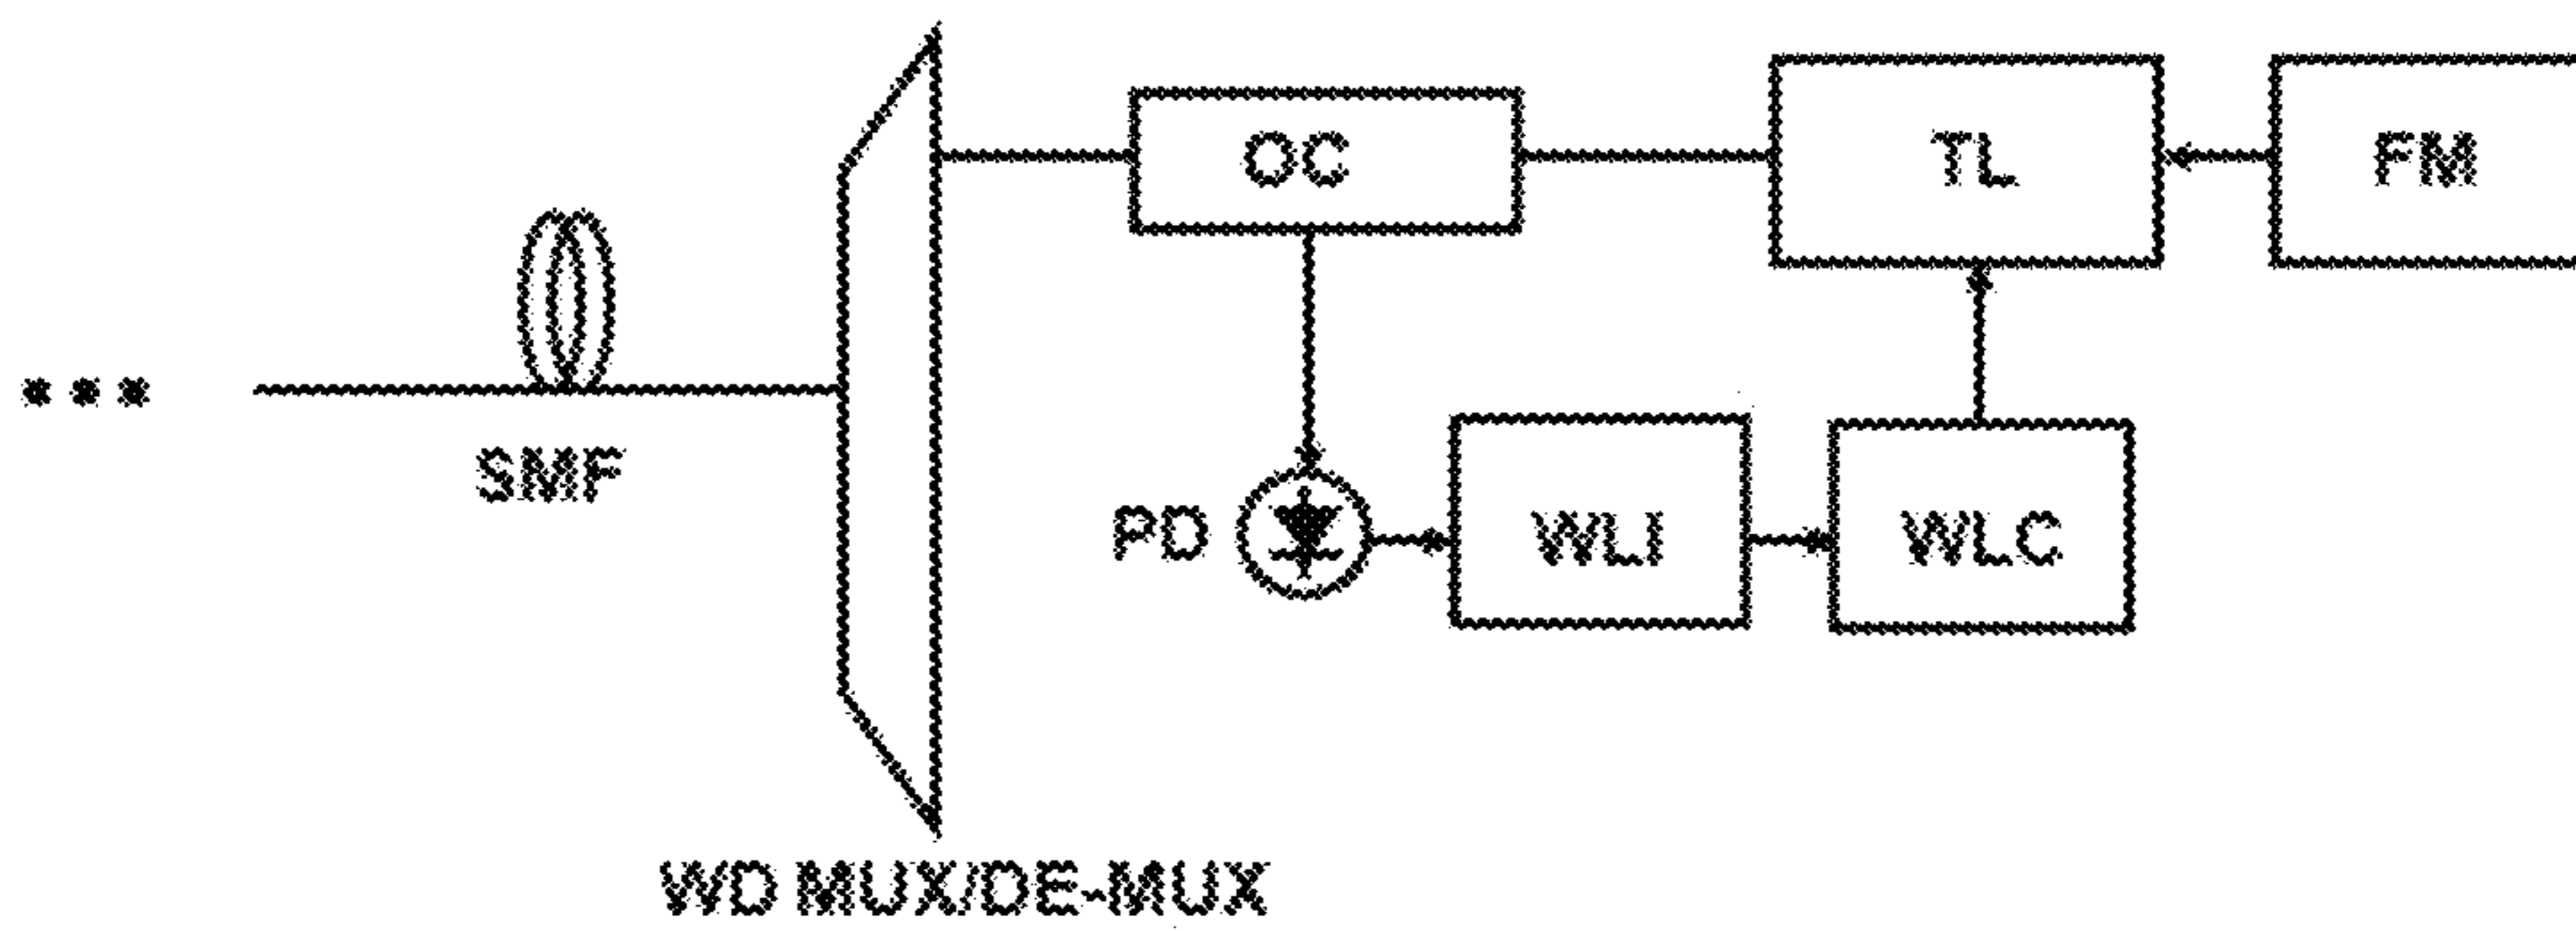 OC
TL
FM
SMF
PD
WLI
WLC
WD MUX/DE-MUX